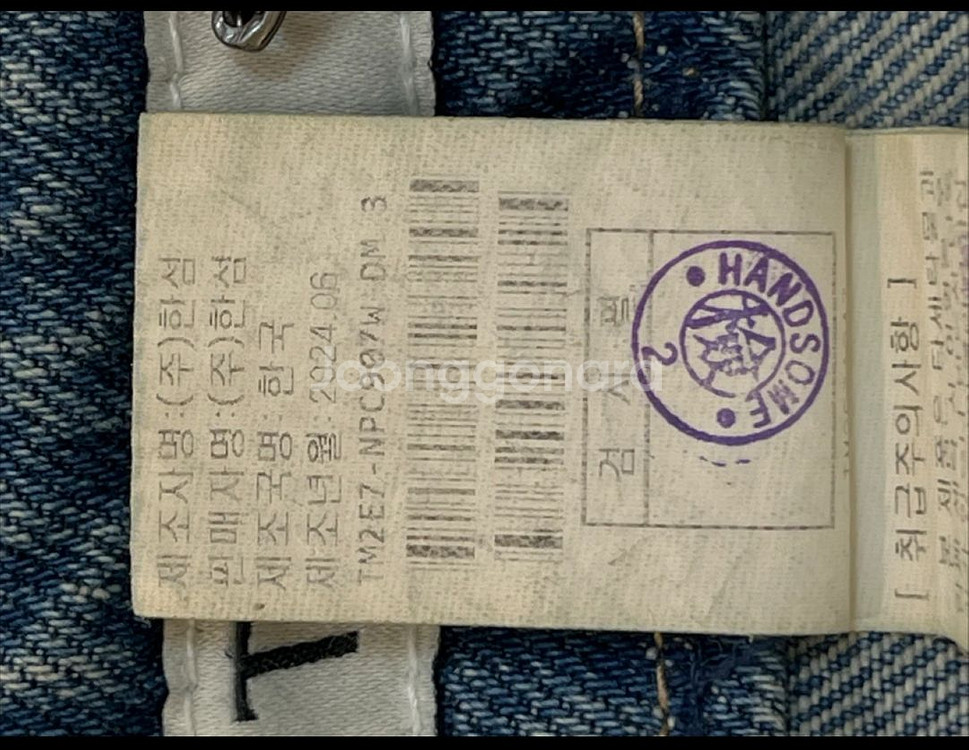 제조자명:(주)한섬
판매자명:(주)한섬
제조국명:한국
제조년월:2024.06
TM2E7-NPC907W-DM 3
검 사 필
HANDSOME
2
joonggonara
[ 취급주의사항 ]